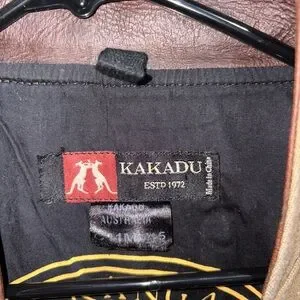 KAKADU
ESTD 1972
Made in China
KAKADU
AUSTRALIA